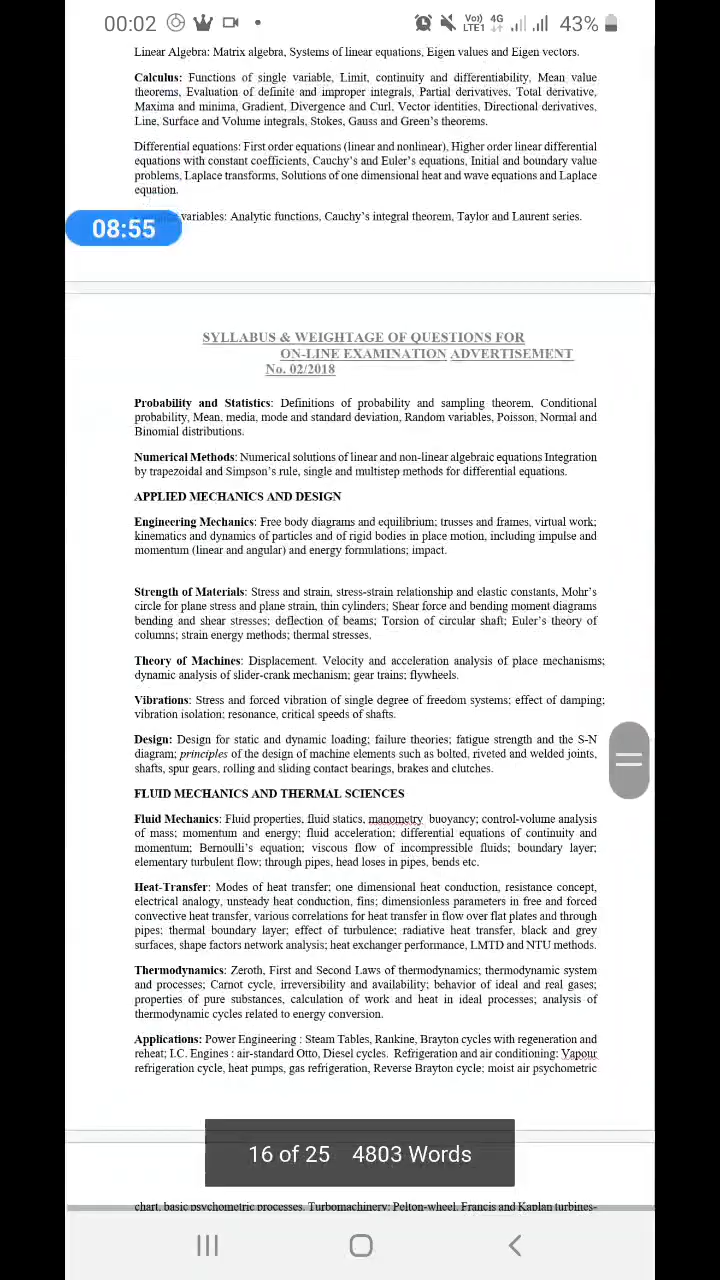 00:02
Vo)) 4G
LTE1
43%
Linear Algebra: Matrix algebra, Systems of linear equations, Eigen values and Eigen vectors.
Calculus: Functions of single variable, Limit, continuity and differentiability, Mean value
theorems, Evaluation of definite and improper integrals, Partial derivatives, Total derivative,
Maxima and minima, Gradient, Divergence and Curl, Vector identities, Directional derivatives,
Line, Surface and Volume integrals, Stokes, Gauss and Green's theorems.
Differential equations: First order equations (linear and nonlinear), Higher order linear differential
equations with constant coefficients, Cauchy's and Euler's equations, Initial and boundary value
problems, Laplace transforms, Solutions of one dimensional heat and wave equations and Laplace
equation.
variables: Analytic functions, Cauchy's integral theorem, Taylor and Laurent series.
08:55
SYLLABUS & WEIGHTAGE OF QUESTIONS FOR
ON-LINE EXAMINATION ADVERTISEMENT
No. 02/2018
Probability and Statistics: Definitions of probability and sampling theorem, Conditional
probability, Mean, media, mode and standard deviation, Random variables, Poisson, Normal and
Binomial distributions.
Numerical Methods: Numerical solutions of linear and non-linear algebraic equations Integration
by trapezoidal and Simpson's rule, single and multistep methods for differential equations.
APPLIED MECHANICS AND DESIGN
Engineering Mechanics: Free body diagrams and equilibrium; trusses and frames, virtual work;
kinematics and dynamics of particles and of rigid bodies in place motion, including impulse and
momentum (linear and angular) and energy formulations; impact.
Strength of Materials: Stress and strain, stress-strain relationship and elastic constants, Mohr's
circle for plane stress and plane strain, thin cylinders; Shear force and bending moment diagrams
bending and shear stresses; deflection of beams; Torsion of circular shaft; Euler's theory of
columns; strain energy methods; thermal stresses.
Theory of Machines: Displacement. Velocity and acceleration analysis of place mechanisms;
dynamic analysis of slider-crank mechanism; gear trains; flywheels.
Vibrations: Stress and forced vibration of single degree of freedom systems; effect of damping;
vibration isolation; resonance, critical speeds of shafts.
Design: Design for static and dynamic loading; failure theories; fatigue strength and the S-N
diagram; principles of the design of machine elements such as bolted, riveted and welded joints,
shafts, spur gears, rolling and sliding contact bearings, brakes and clutches.
FLUID MECHANICS AND THERMAL SCIENCES
Fluid Mechanics: Fluid properties, fluid statics, manometry buoyancy; control-volume analysis
of mass; momentum and energy; fluid acceleration; differential equations of continuity and
momentum; Bernoulli's equation; viscous flow of incompressible fluids; boundary layer;
elementary turbulent flow; through pipes, head loses in pipes, bends etc.
Heat-Transfer: Modes of heat transfer; one dimensional heat conduction, resistance concept,
electrical analogy, unsteady heat conduction, fins; dimensionless parameters in free and forced
convective heat transfer, various correlations for heat transfer in flow over flat plates and through
pipes; thermal boundary layer; effect of turbulence; radiative heat transfer, black and grey
surfaces, shape factors network analysis; heat exchanger performance, LMTD and NTU methods.
Thermodynamics: Zeroth, First and Second Laws of thermodynamics; thermodynamic system
and processes; Carnot cycle, irreversibility and availability; behavior of ideal and real gases;
properties of pure substances, calculation of work and heat in ideal processes; analysis of
thermodynamic cycles related to energy conversion.
Applications: Power Engineering : Steam Tables, Rankine, Brayton cycles with regeneration and
reheat; I.C. Engines : air-standard Otto, Diesel cycles. Refrigeration and air conditioning: Vapour
refrigeration cycle, heat pumps, gas refrigeration, Reverse Brayton cycle; moist air psychometric
16 of 25 4803 Words
chart, basic psychometric processes. Turbomachinery: Pelton-wheel, Francis and Kaplan turbines-